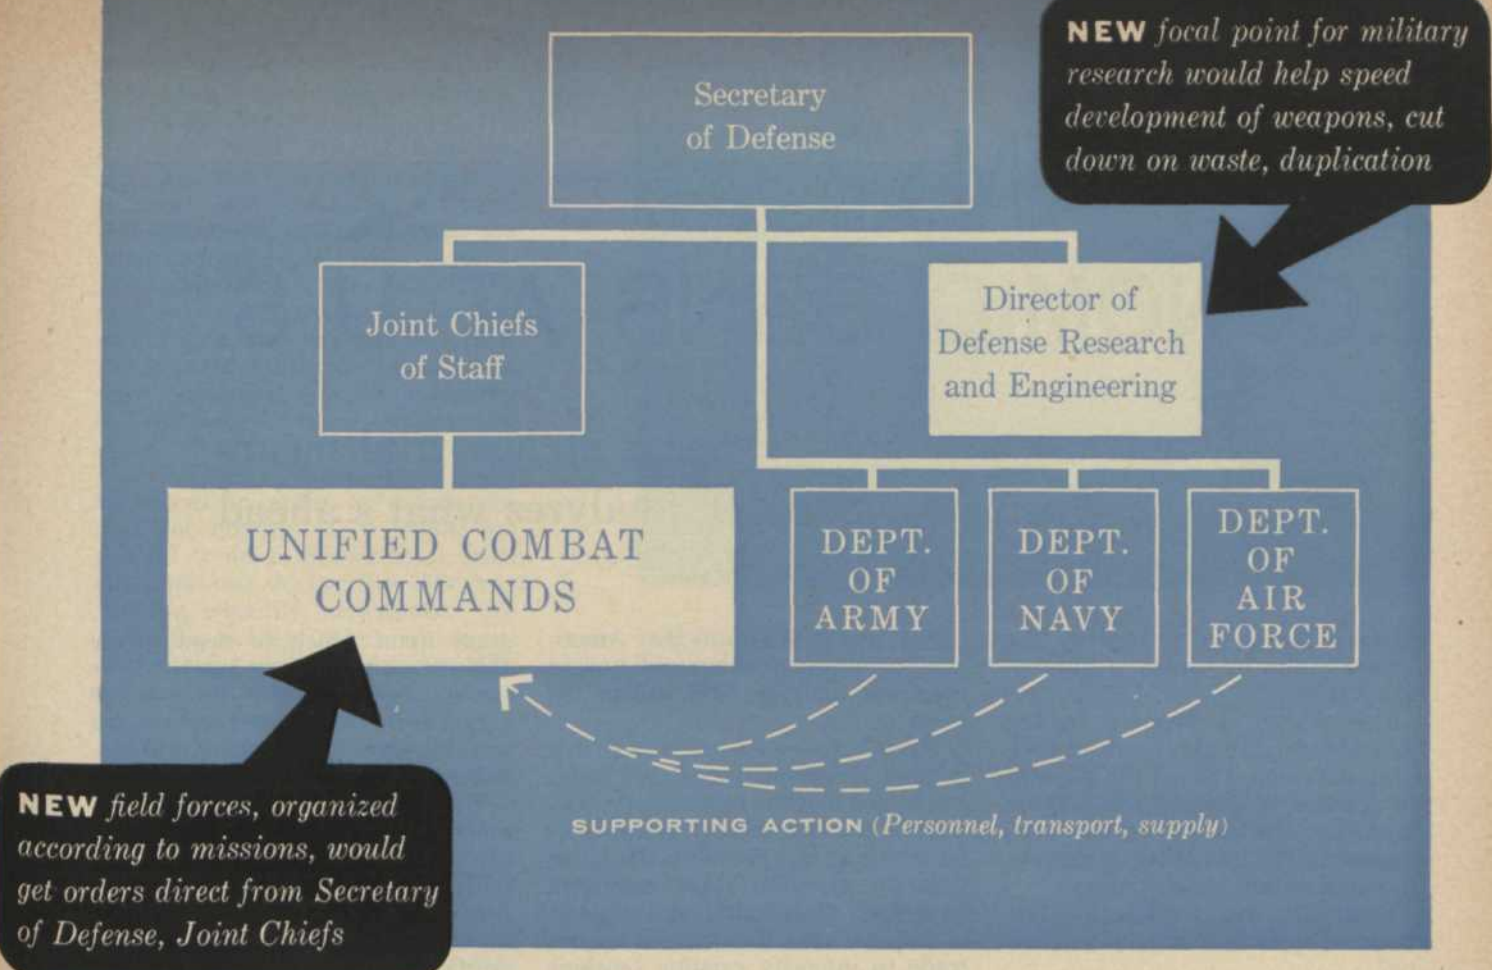 NEW focal point for military
research would help speed
development of weapons, cut
down on waste, duplication
Secretary
of Defense
Joint Chiefs
of Staff
Director of
Defense Research
and Engineering
UNIFIED COMBAT
COMMANDS
DEPT.
OF
ARMY
DEPT.
OF
NAVY
DEPT.
OF
AIR
FORCE
NEW field forces, organized
according to missions, would
get orders direct from Secretary
of Defense, Joint Chiefs
SUPPORTING ACTION (Personnel, transport, supply)